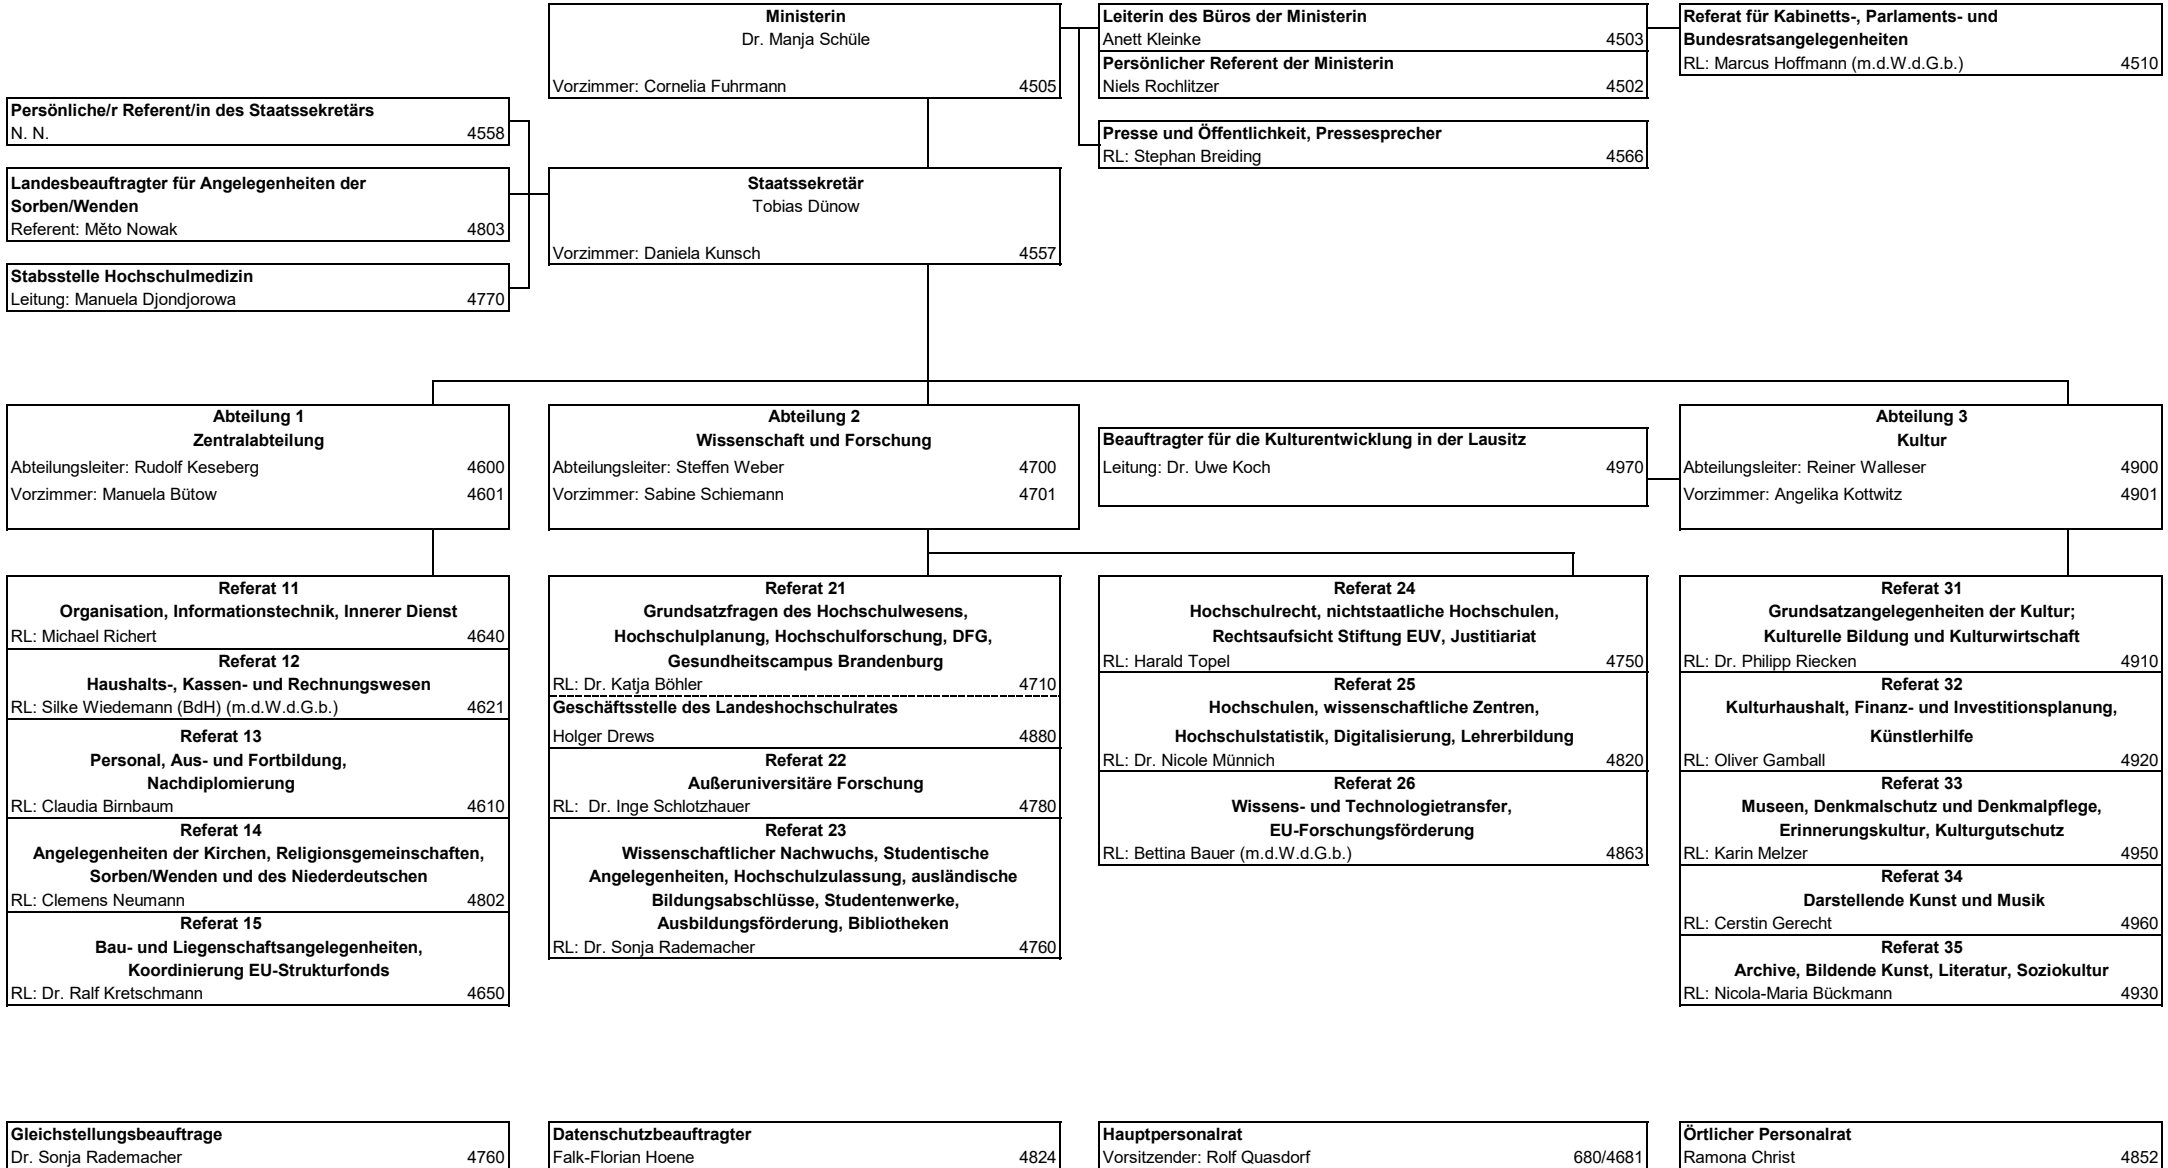 Ministerin
Dr. Manja Schüle
Vorzimmer: Cornelia Fuhrmann 4505
Leiterin des Büros der Ministerin
Anett Kleinke 4503
Persönlicher Referent der Ministerin
Niels Rochlitzer 4502
Referat für Kabinetts-, Parlaments- und
Bundesratsangelegenheiten
RL: Marcus Hoffmann (m.d.W.d.G.b.) 4510
Persönliche/r Referent/in des Staatssekretärs
N. N. 4558
Presse und Öffentlichkeit, Pressesprecher
RL: Stephan Breiding 4566
Landesbeauftragter für Angelegenheiten der
Sorben/Wenden
Referent: Měto Nowak 4803
Staatssekretär
Tobias Dünow
Vorzimmer: Daniela Kunsch 4557
Stabsstelle Hochschulmedizin
Leitung: Manuela Djondjorowa 4770
Abteilung 1
Zentralabteilung
Abteilungsleiter: Rudolf Keseberg 4600
Vorzimmer: Manuela Bütow 4601
Abteilung 2
Wissenschaft und Forschung
Abteilungsleiter: Steffen Weber 4700
Vorzimmer: Sabine Schiemann 4701
Beauftragter für die Kulturentwicklung in der Lausitz
Leitung: Dr. Uwe Koch 4970
Abteilung 3
Kultur
Abteilungsleiter: Reiner Walleser 4900
Vorzimmer: Angelika Kottwitz 4901
Referat 11
Organisation, Informationstechnik, Innerer Dienst
RL: Michael Richert 4640
Referat 12
Haushalts-, Kassen- und Rechnungswesen
RL: Silke Wiedemann (BdH) (m.d.W.d.G.b.) 4621
Referat 13
Personal, Aus- und Fortbildung,
Nachdiplomierung
RL: Claudia Birnbaum 4610
Referat 14
Angelegenheiten der Kirchen, Religionsgemeinschaften,
Sorben/Wenden und des Niederdeutschen
RL: Clemens Neumann 4802
Referat 15
Bau- und Liegenschaftsangelegenheiten,
Koordinierung EU-Strukturfonds
RL: Dr. Ralf Kretschmann 4650
Referat 21
Grundsatzfragen des Hochschulwesens,
Hochschulplanung, Hochschulforschung, DFG,
Gesundheitscampus Brandenburg
RL: Dr. Katja Böhler 4710
Geschäftsstelle des Landeshochschulrates
Holger Drews 4880
Referat 22
Außeruniversitäre Forschung
RL: Dr. Inge Schlotzhauer 4780
Referat 23
Wissenschaftlicher Nachwuchs, Studentische
Angelegenheiten, Hochschulzulassung, ausländische
Bildungsabschlüsse, Studentenwerke,
Ausbildungsförderung, Bibliotheken
RL: Dr. Sonja Rademacher 4760
Referat 24
Hochschulrecht, nichtstaatliche Hochschulen,
Rechtsaufsicht Stiftung EUV, Justitiariat
RL: Harald Topel 4750
Referat 25
Hochschulen, wissenschaftliche Zentren,
Hochschulstatistik, Digitalisierung, Lehrerbildung
RL: Dr. Nicole Münnich 4820
Referat 26
Wissens- und Technologietransfer,
EU-Forschungsförderung
RL: Bettina Bauer (m.d.W.d.G.b.) 4863
Referat 31
Grundsatzangelegenheiten der Kultur;
Kulturelle Bildung und Kulturwirtschaft
RL: Dr. Philipp Riecken 4910
Referat 32
Kulturhaushalt, Finanz- und Investitionsplanung,
Künstlerhilfe
RL: Oliver Gamball 4920
Referat 33
Museen, Denkmalschutz und Denkmalpflege,
Erinnerungskultur, Kulturgutschutz
RL: Karin Melzer 4950
Referat 34
Darstellende Kunst und Musik
RL: Cerstin Gerecht 4960
Referat 35
Archive, Bildende Kunst, Literatur, Soziokultur
RL: Nicola-Maria Bückmann 4930
Gleichstellungsbeauftrage
Dr. Sonja Rademacher 4760
Datenschutzbeauftragter
Falk-Florian Hoene 4824
Hauptpersonalrat
Vorsitzender: Rolf Quasdorf 680/4681
Örtlicher Personalrat
Ramona Christ 4852